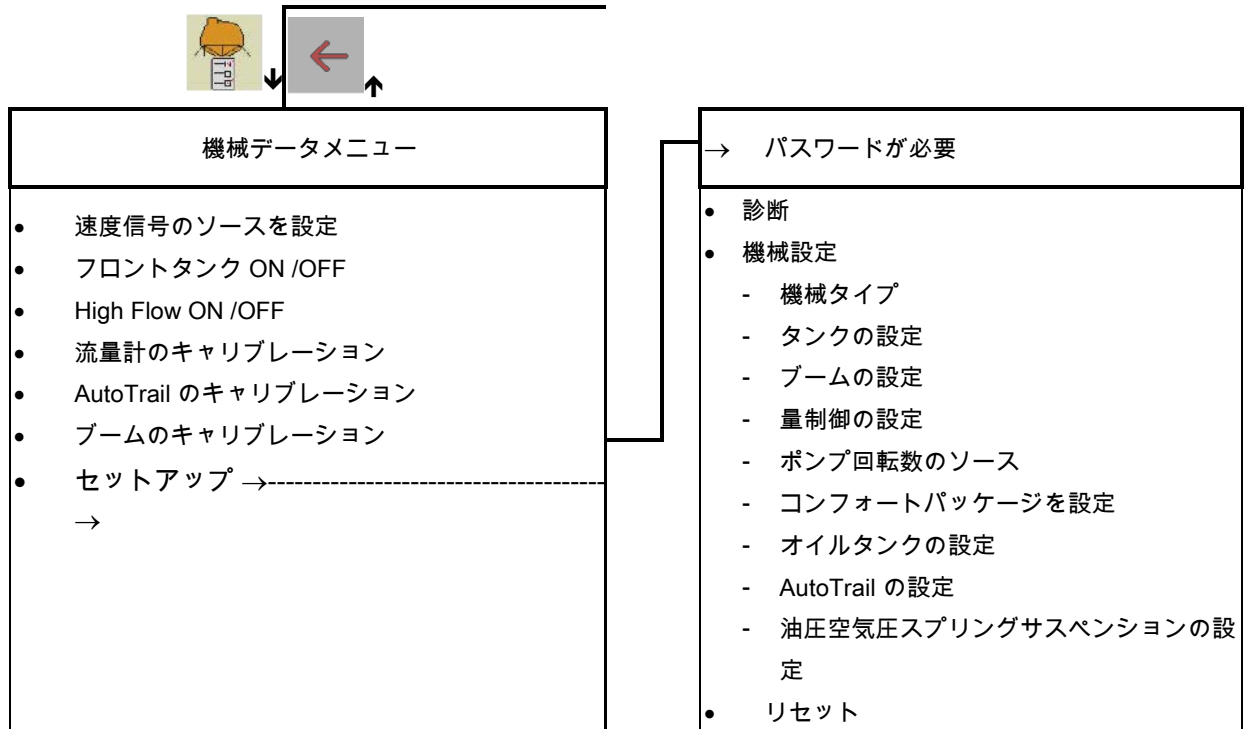 機械データメニュー
• 速度信号のソースを設定
• フロントタンク ON /OFF
• High Flow ON /OFF
• 流量計のキャリブレーション
• AutoTrail のキャリブレーション
• ブームのキャリブレーション
• セットアップ →--------------------------------------
→
→ パスワードが必要
• 診断
• 機械設定
- 機械タイプ
- タンクの設定
- ブームの設定
- 量制御の設定
- ポンプ回転数のソース
- コンフォートパッケージを設定
- オイルタンクの設定
- AutoTrail の設定
- 油圧空気圧スプリングサスペンションの設
定
• リセット